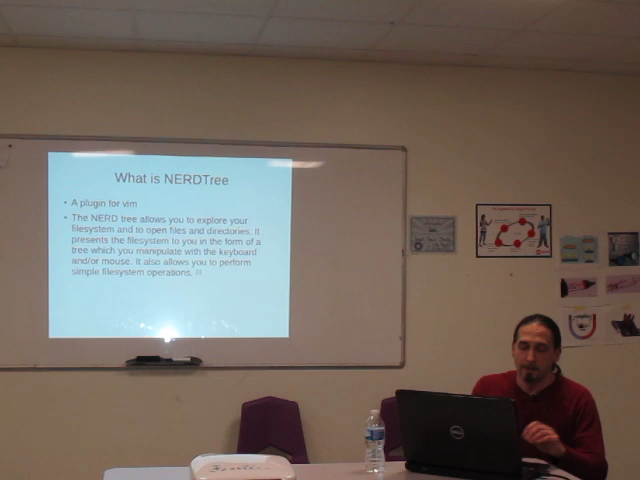 What is NERDTree
• A plugin for vim
• The NERD tree allows you to explore your
filesystem and to open files and directories. It
presents the filesystem to you in the form of a
tree which you manipulate with the keyboard
and/or mouse. It also allows you to perform
simple filesystem operations.
DELL